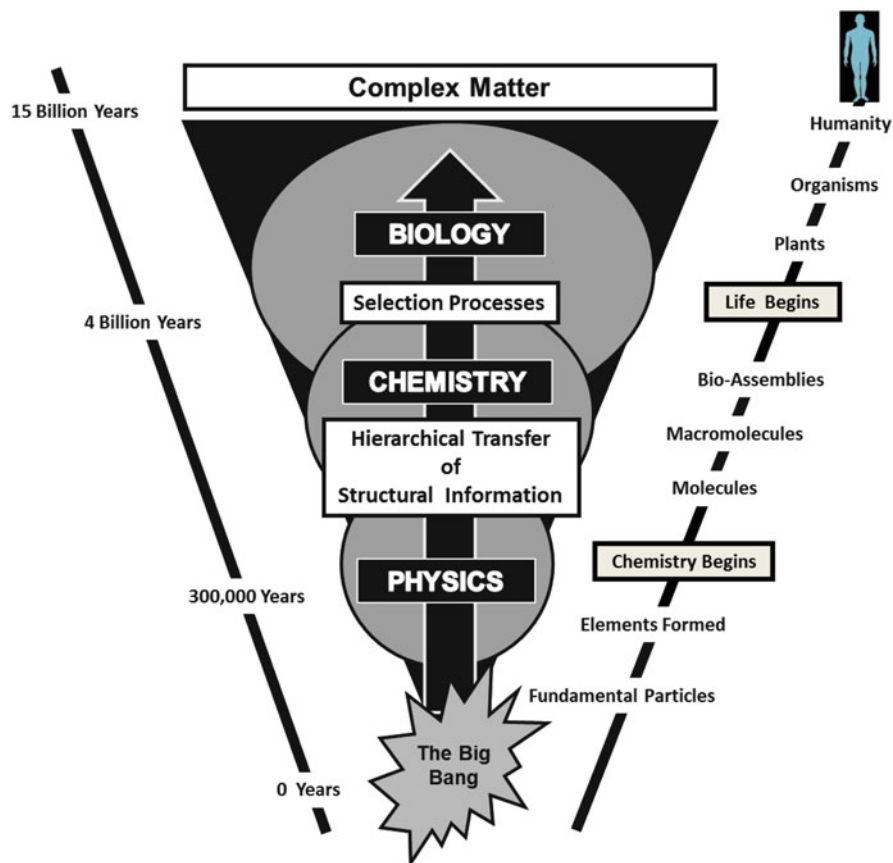 Complex Matter
15 Billion Years
Humanity
Organisms
BIOLOGY
Plants
Selection Processes
Life Begins
4 Billion Years
CHEMISTRY
Bio-Assemblies
Hierarchical Transfer
of
Structural Information
Macromolecules
Molecules
Chemistry Begins
PHYSICS
300,000 Years
Elements Formed
Fundamental Particles
The Big
Bang
0 Years